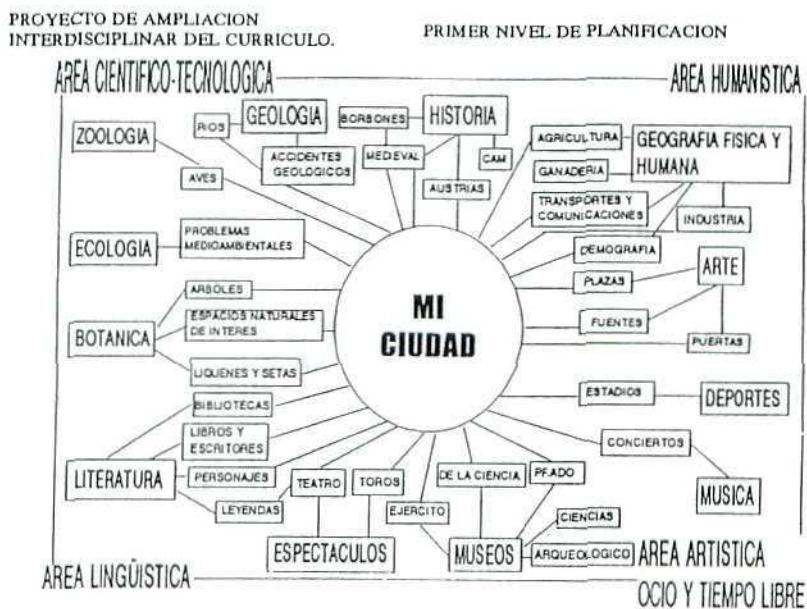 PROYECTO DE AMPLIACION
INTERDISCIPLINAR DEL CURRICULO.
PRIMER NIVEL DE PLANIFICACION
AREA CIENTIFICO-TECNOLOGICA
AREA HUMANISTICA
ZOOLOGIA
RIOS
GEOLOGIA
BORBONES
HISTORIA
AGRICULTURA
GEOGRAFIA FISICA Y
HUMANA
ACCIDENTES
GEOLOGICOS
MEDIEVAL
CAM
GANADERIA
AVES
AUSTRIAS
TRANSPORTES Y
COMUNICACIONES
INDUSTRIA
ECOLOGIA
PROBLEMAS
MEDIOAMBIENTALES
DEMOGRAFIA
PLAZAS
ARTE
ARBOLES
MI
CIUDAD
BOTANICA
ESPACIOS NATURALES
DE INTERES
FUENTES
PUERTAS
LIQUENES Y SETAS
BIBLIOTECAS
ESTADIOS
DEPORTES
LIBROS Y
ESCRITORES
CONCIERTOS
LITERATURA
PERSONAJES
TEATRO
TOROS
DE LA CIENCIA
PRADO
MUSICA
LEYENDAS
EJERCITO
CIENCIAS
ESPECTACULOS
MUSEOS
ARQUEOLOGICO
AREA ARTISTICA
AREA LINGÜISTICA
OCIO Y TIEMPO LIBRE